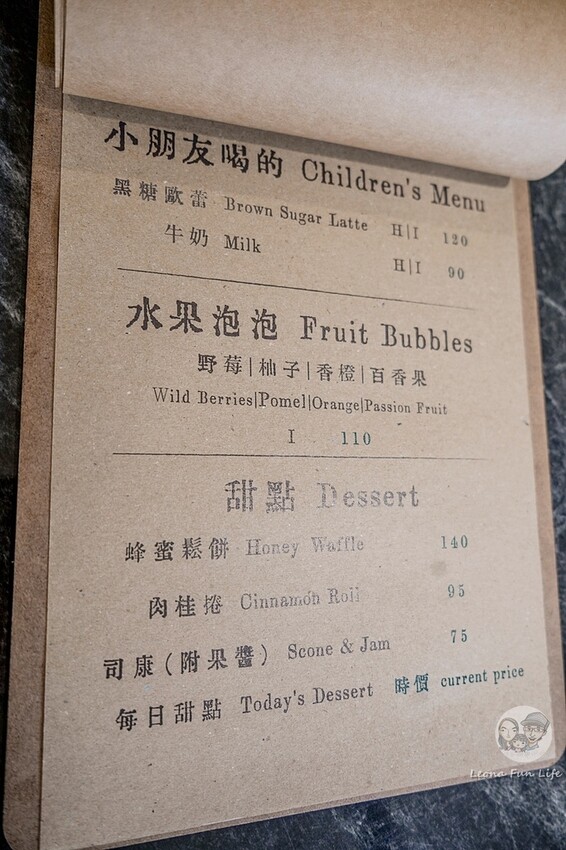 小朋友喝的 Children's Menu
黑糖歐蕾 Brown Sugar Latte H|I 120
牛奶 Milk H|I 90
水果泡泡 Fruit Bubbles
野莓|柚子|香橙|百香果
Wild Berries|Pomel|Orange|Passion Fruit
I 110
甜點 Dessert
蜂蜜鬆餅 Honey Waffle 140
肉桂捲 Cinnamon Roll 95
司康(附果醬) Scone & Jam 75
每日甜點 Today's Dessert 時價 current price
Leona Fun Life